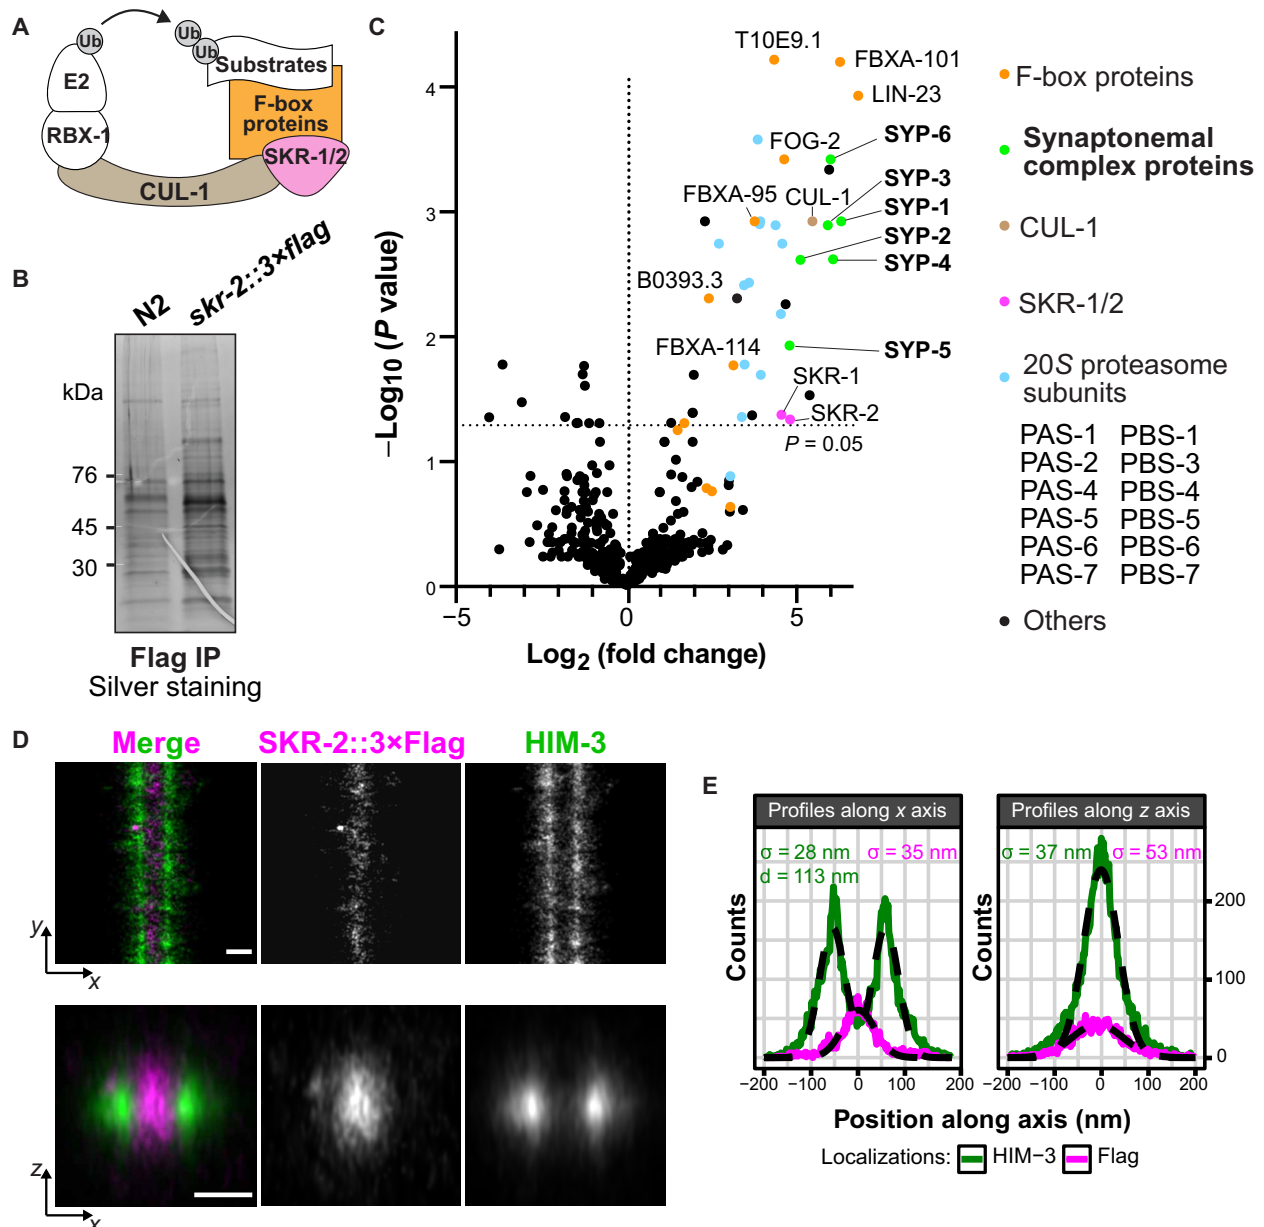 A
Ub
Ub
Ub
E2
Substrates
F-box
proteins
RBX-1
SKR-1/2
CUL-1
B
N2
skr-2::3×flag
kDa
76
45
30
Flag IP
Silver staining
C
−Log10 (P value)
4
3
2
1
0
−5
0
5
Log2 (fold change)
T10E9.1
FBXA-101
LIN-23
FOG-2
SYP-6
SYP-3
FBXA-95
CUL-1
SYP-1
SYP-2
SYP-4
B0393.3
FBXA-114
SYP-5
SKR-1
SKR-2
P = 0.05
F-box proteins
Synaptonemal
complex proteins
CUL-1
SKR-1/2
20S proteasome
subunits
PAS-1 PBS-1
PAS-2 PBS-3
PAS-4 PBS-4
PAS-5 PBS-5
PAS-6 PBS-6
PAS-7 PBS-7
Others
D
Merge
SKR-2::3×Flag
HIM-3
y
x
z
x
E
Profiles along x axis
Profiles along z axis
σ = 28 nm
σ = 35 nm
d = 113 nm
σ = 37 nm
σ = 53 nm
Counts
Counts
200
100
0
−200 −100 0 100 200
−200 −100 0 100 200
Position along axis (nm)
Localizations: HIM−3 Flag